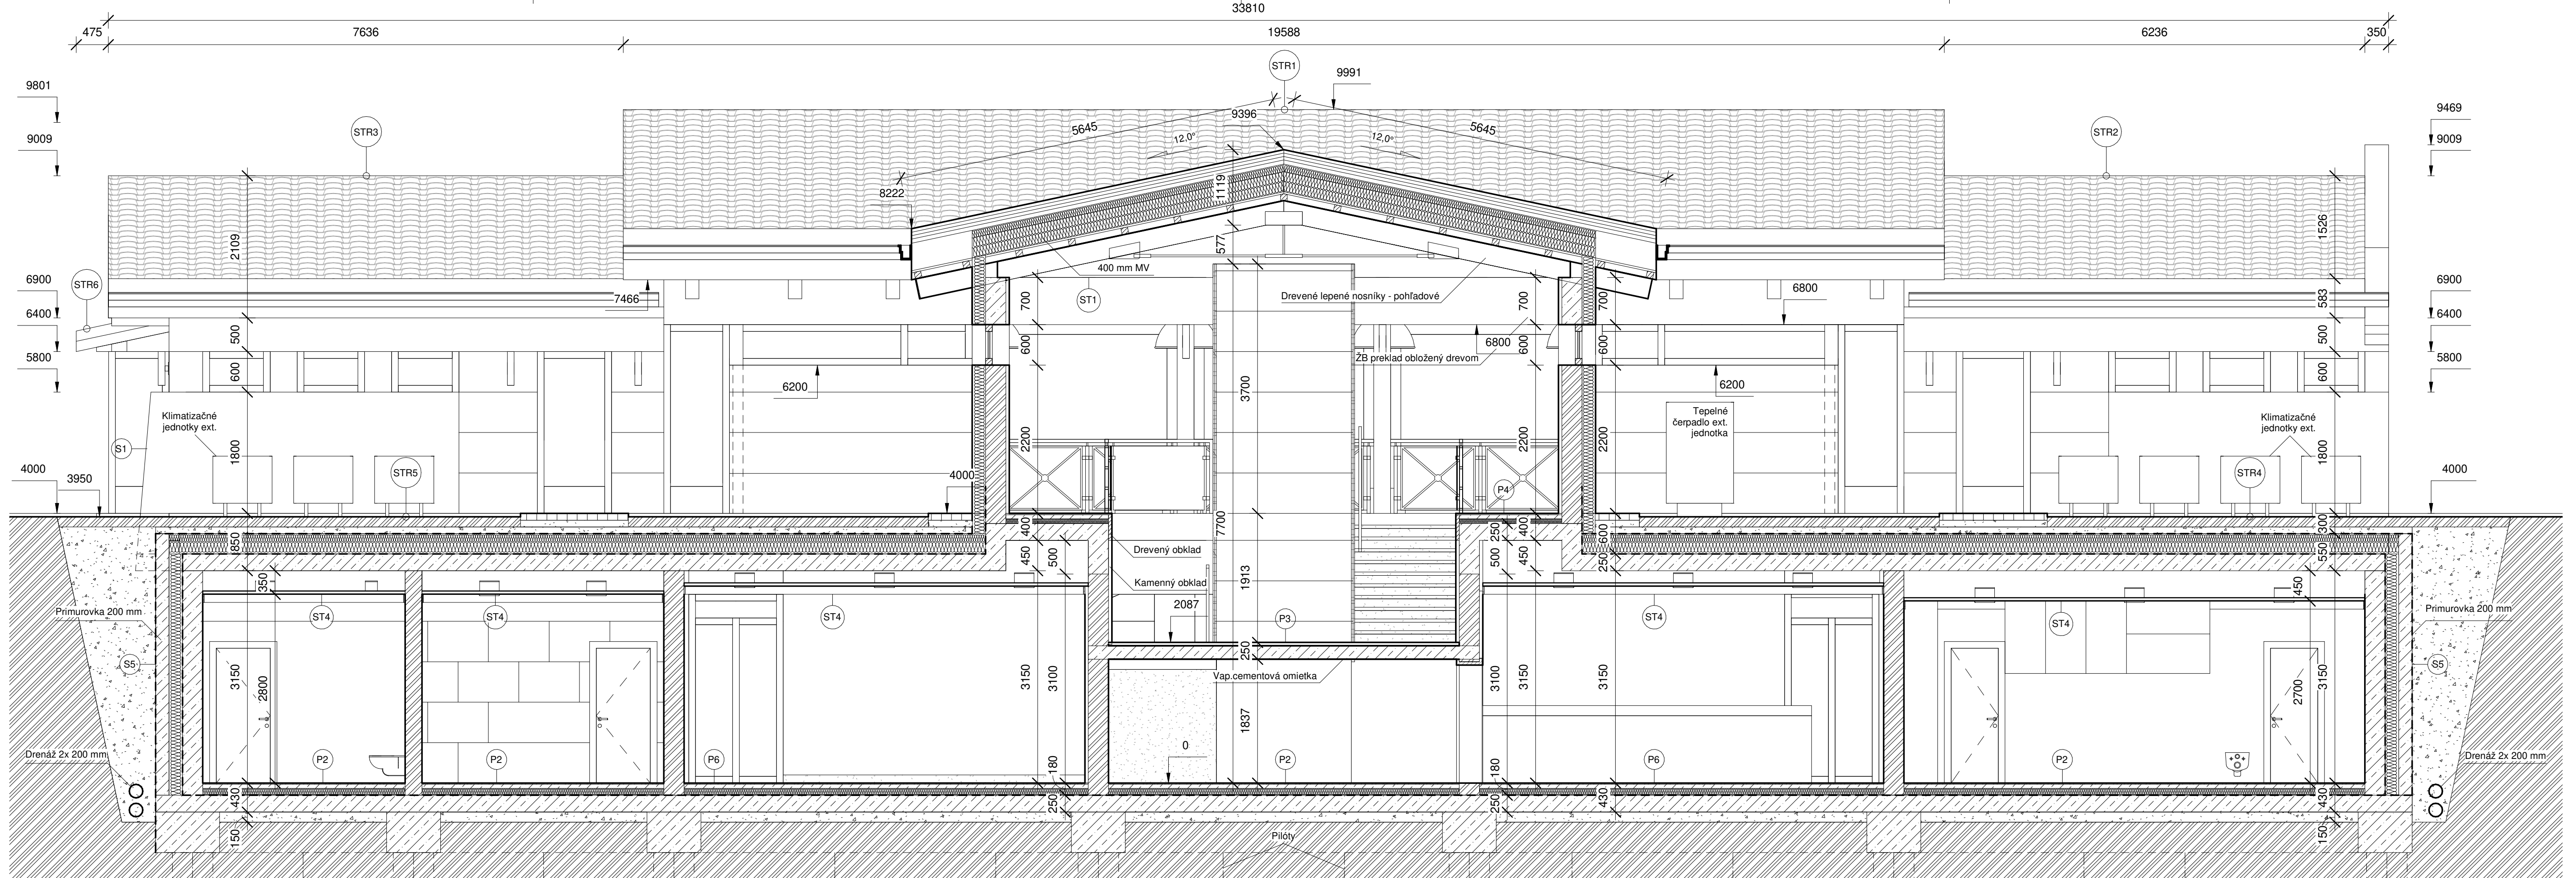 33810
475
7636
19588
6236
350
STR1
9991
9801
9009
9469
9009
STR3
STR2
9396
5645
5645
12,0°
12,0°
8222
1119
577
2109
1526
400 mm MV
ST1
Drevené lepené nosníky - pohľadové
STR6
6900
6400
5800
7466
6800
6900
6400
5800
583
500
600
1800
700
600
2200
700
600
2200
700
600
2200
500
600
1800
6800
ŽB preklad obložený drevom
6200
6200
3700
7700
Klimatizačné
jednotky ext.
Tepelné
čerpadlo ext.
jednotka
Klimatizačné
jednotky ext.
S1
STR5
STR4
P4
4000
3950
4000
4000
1850
350
400
450
500
250
400
500
450
600
250
300
550
450
Drevený obklad
Kamenný obklad
1913
2087
P3
250
Vap.cementová omietka
1837
0
Primurovka 200 mm
Primurovka 200 mm
ST4
ST4
ST4
ST4
ST4
S5
S5
3150
2800
3150
3100
3100
3150
3150
2700
3150
Drenáž 2x 200 mm
Drenáž 2x 200 mm
P2
P2
P6
P2
P6
P2
430
150
180
250
180
250
430
430
150
Pilóty